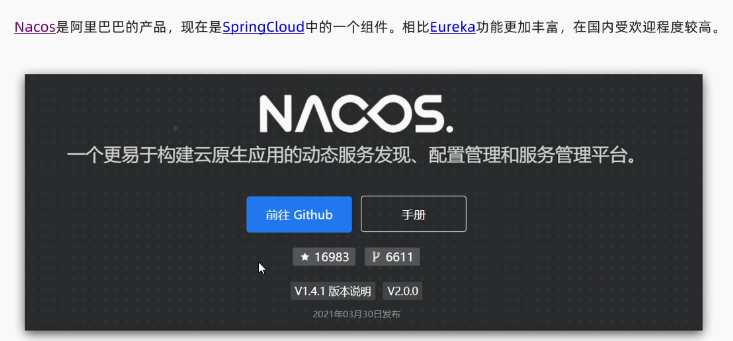 Nacos是阿里巴巴的产品，现在是SpringCloud中的一个组件。相比Eureka功能更加丰富，在国内受欢迎程度较高。
NACOS.
一个更易于构建云原生应用的动态服务发现、配置管理和服务管理平台。
前往 Github 手册
16983 6611
V1.4.1 版本说明 V2.0.0
2021年03月30日发布